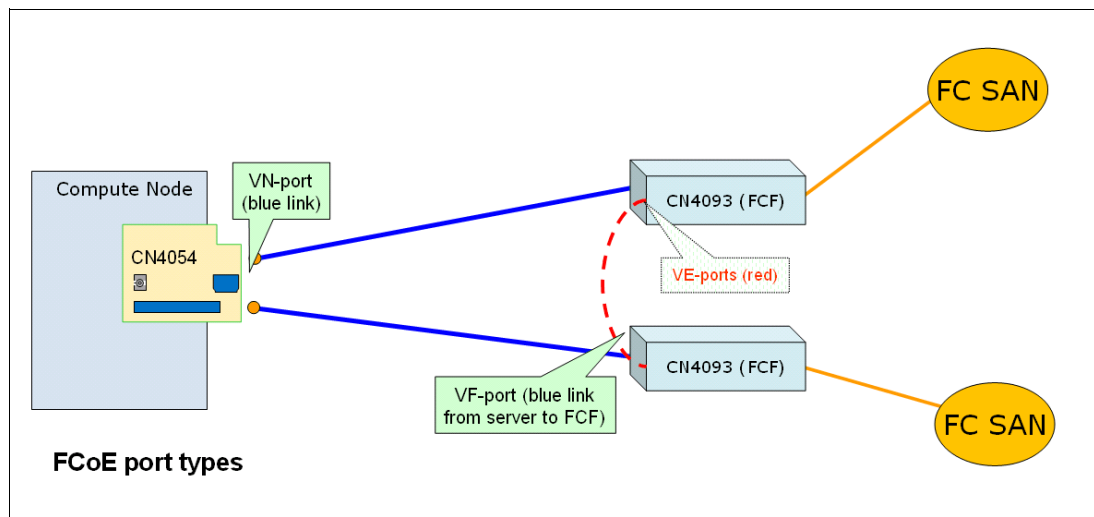 FC SAN
Compute Node
VN-port
(blue link)
CN4093 (FCF)
CN4054
VE-ports (red)
CN4093 (FCF)
VF-port (blue link
from server to FCF)
FC SAN
FCoE port types